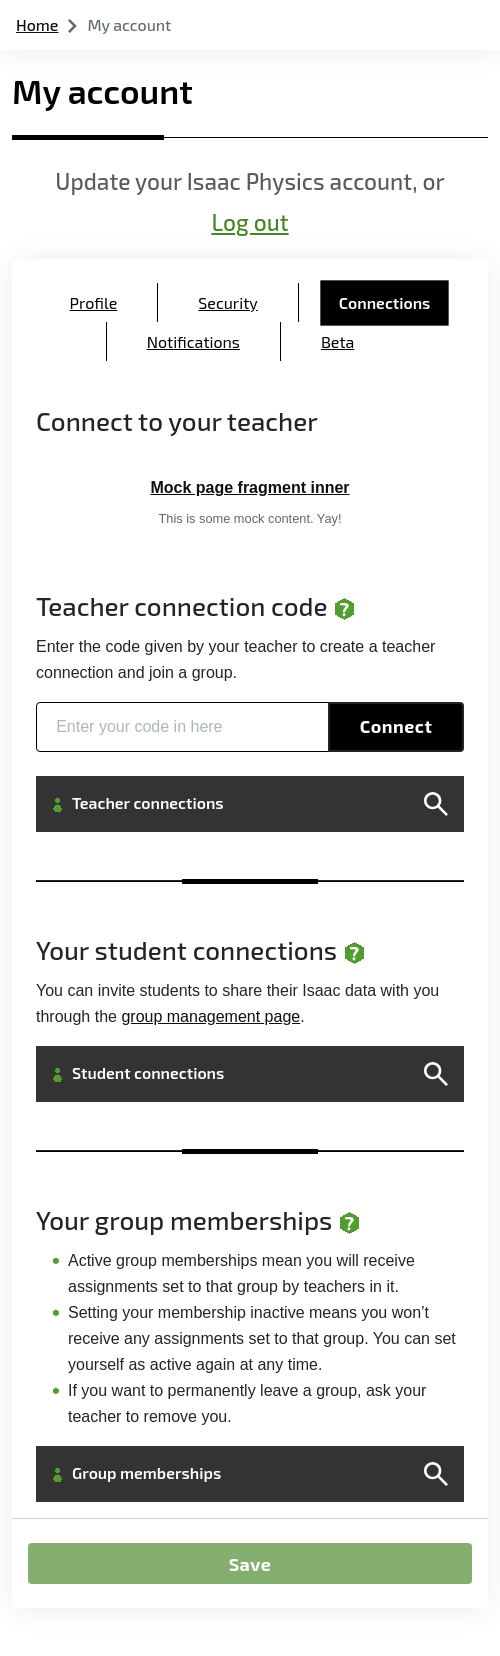 Home
My account
My account
Update your Isaac Physics account, or
Log out
Profile
Security
Connections
Notifications
Beta
Connect to your teacher
Mock page fragment inner
This is some mock content. Yay!
Teacher connection code ?
Enter the code given by your teacher to create a teacher
connection and join a group.
Enter your code in here
Connect
Teacher connections
Your student connections ?
You can invite students to share their Isaac data with you
through the group management page.
Student connections
Your group memberships ?
Active group memberships mean you will receive
assignments set to that group by teachers in it.
Setting your membership inactive means you won't
receive any assignments set to that group. You can set
yourself as active again at any time.
If you want to permanently leave a group, ask your
teacher to remove you.
Group memberships
Save